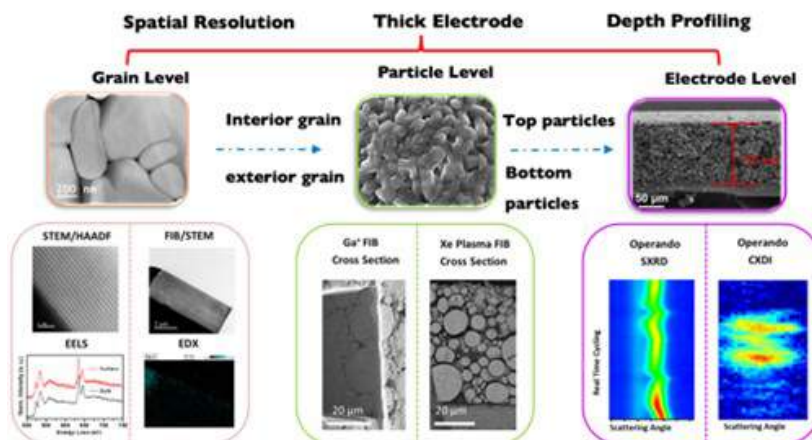 Spatial Resolution
Thick Electrode
Depth Profiling
Grain Level
Particle Level
Electrode Level
Interior grain
exterior grain
Top particles
Bottom
particles
200 nm
50 µm
STEM/HAADF
FIB/STEM
EELS
EDX
Energy Loss (eV)
Ga⁺ FIB
Cross Section
Xe Plasma FIB
Cross Section
20 µm
20 µm
Operando
SXRD
Operando
CXDI
Real Time Cycling
Scattering Angle
Scattering Angle